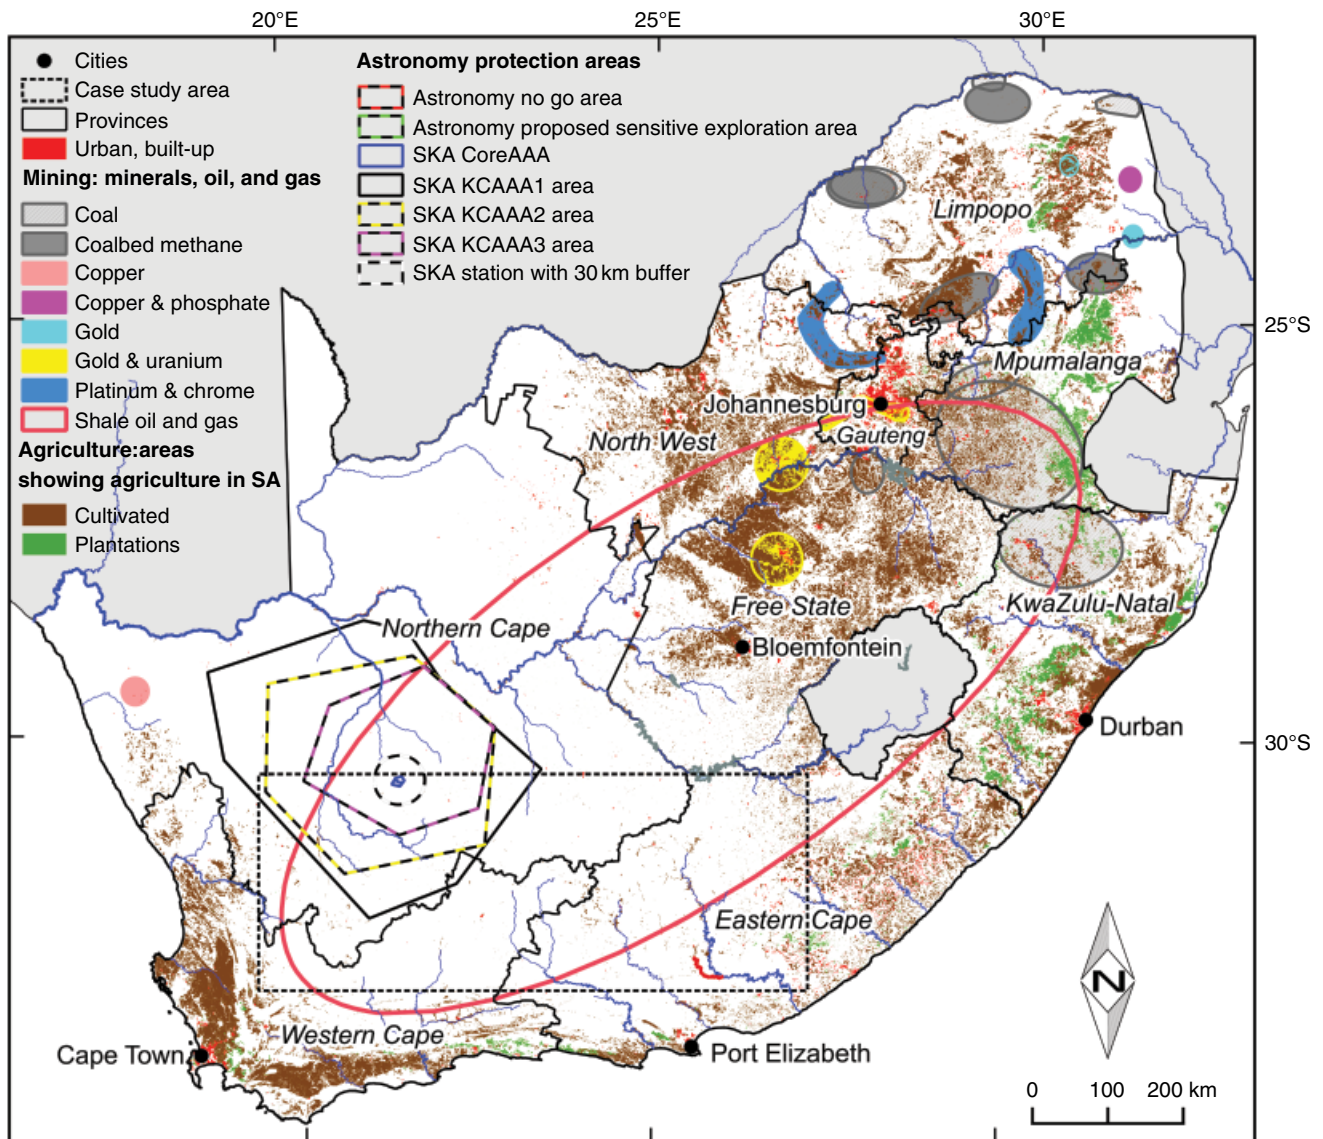 20°E
25°E
30°E
Cities
Case study area
Provinces
Urban, built-up
Mining: minerals, oil, and gas
Coal
Coalbed methane
Copper
Copper & phosphate
Gold
Gold & uranium
Platinum & chrome
Shale oil and gas
Agriculture:areas
showing agriculture in SA
Cultivated
Plantations
Astronomy protection areas
Astronomy no go area
Astronomy proposed sensitive exploration area
SKA CoreAAA
SKA KCAAA1 area
SKA KCAAA2 area
SKA KCAAA3 area
SKA station with 30 km buffer
Limpopo
25°S
Mpumalanga
Johannesburg
North West
Gauteng
Free State
KwaZulu-Natal
Northern Cape
Bloemfontein
Durban
30°S
Eastern Cape
N
Western Cape
Cape Town
Port Elizabeth
0 100 200 km